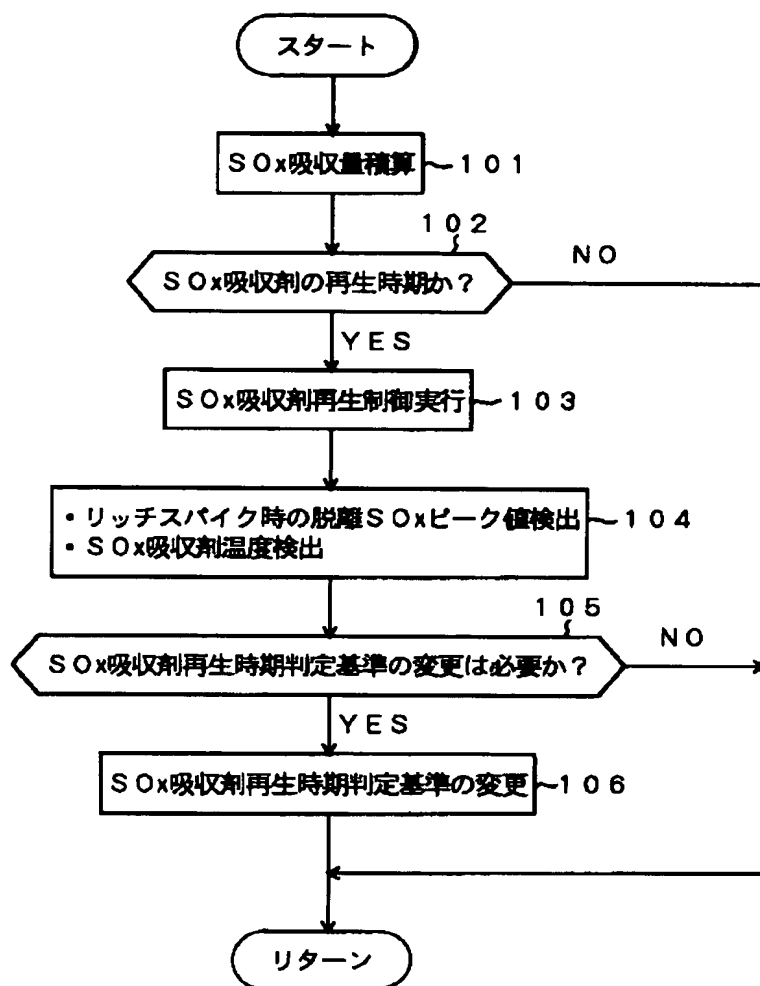 スタート
SOx吸収量積算
101
102
SOx吸収剤の再生時期か？
NO
YES
SOx吸収剤再生制御実行
103
・リッチスパイク時の脱離SOxピーク値検出
・SOx吸収剤温度検出
104
105
SOx吸収剤再生時期判定基準の変更は必要か？
NO
YES
SOx吸収剤再生時期判定基準の変更
106
リターン